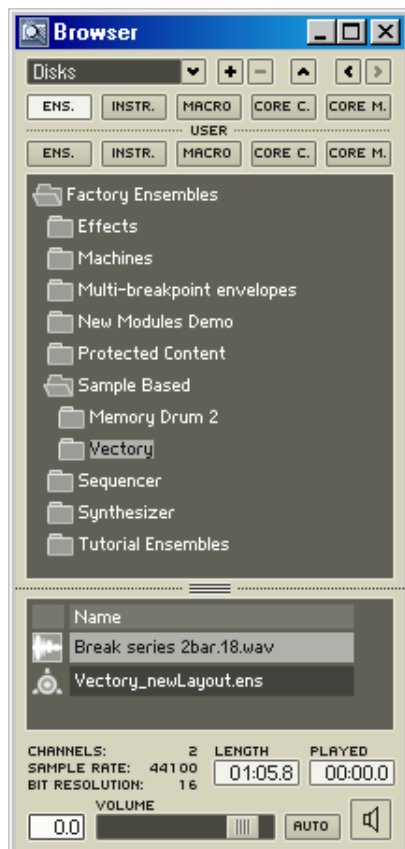 Browser
Disks
ENS. INSTR. MACRO CORE C. CORE M.
USER
ENS. INSTR. MACRO CORE C. CORE M.
Factory Ensembles
Effects
Machines
Multi-breakpoint envelopes
New Modules Demo
Protected Content
Sample Based
Memory Drum 2
Vectory
Sequencer
Synthesizer
Tutorial Ensembles
Name
Break series 2bar.18.wav
Vectory_newLayout.ens
CHANNELS: 2 LENGTH PLAYED
SAMPLE RATE: 44100 01:05.8 00:00.0
BIT RESOLUTION: 16
VOLUME
0.0 AUTO